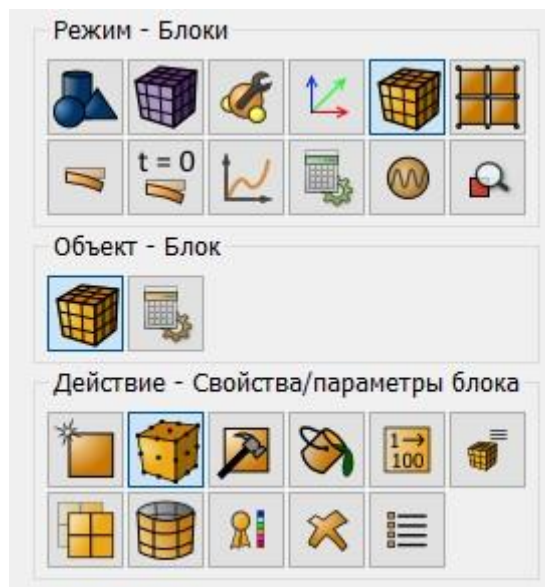 Режим - Блоки
t = 0
Объект - Блок
Действие - Свойства/параметры блока
1→
100